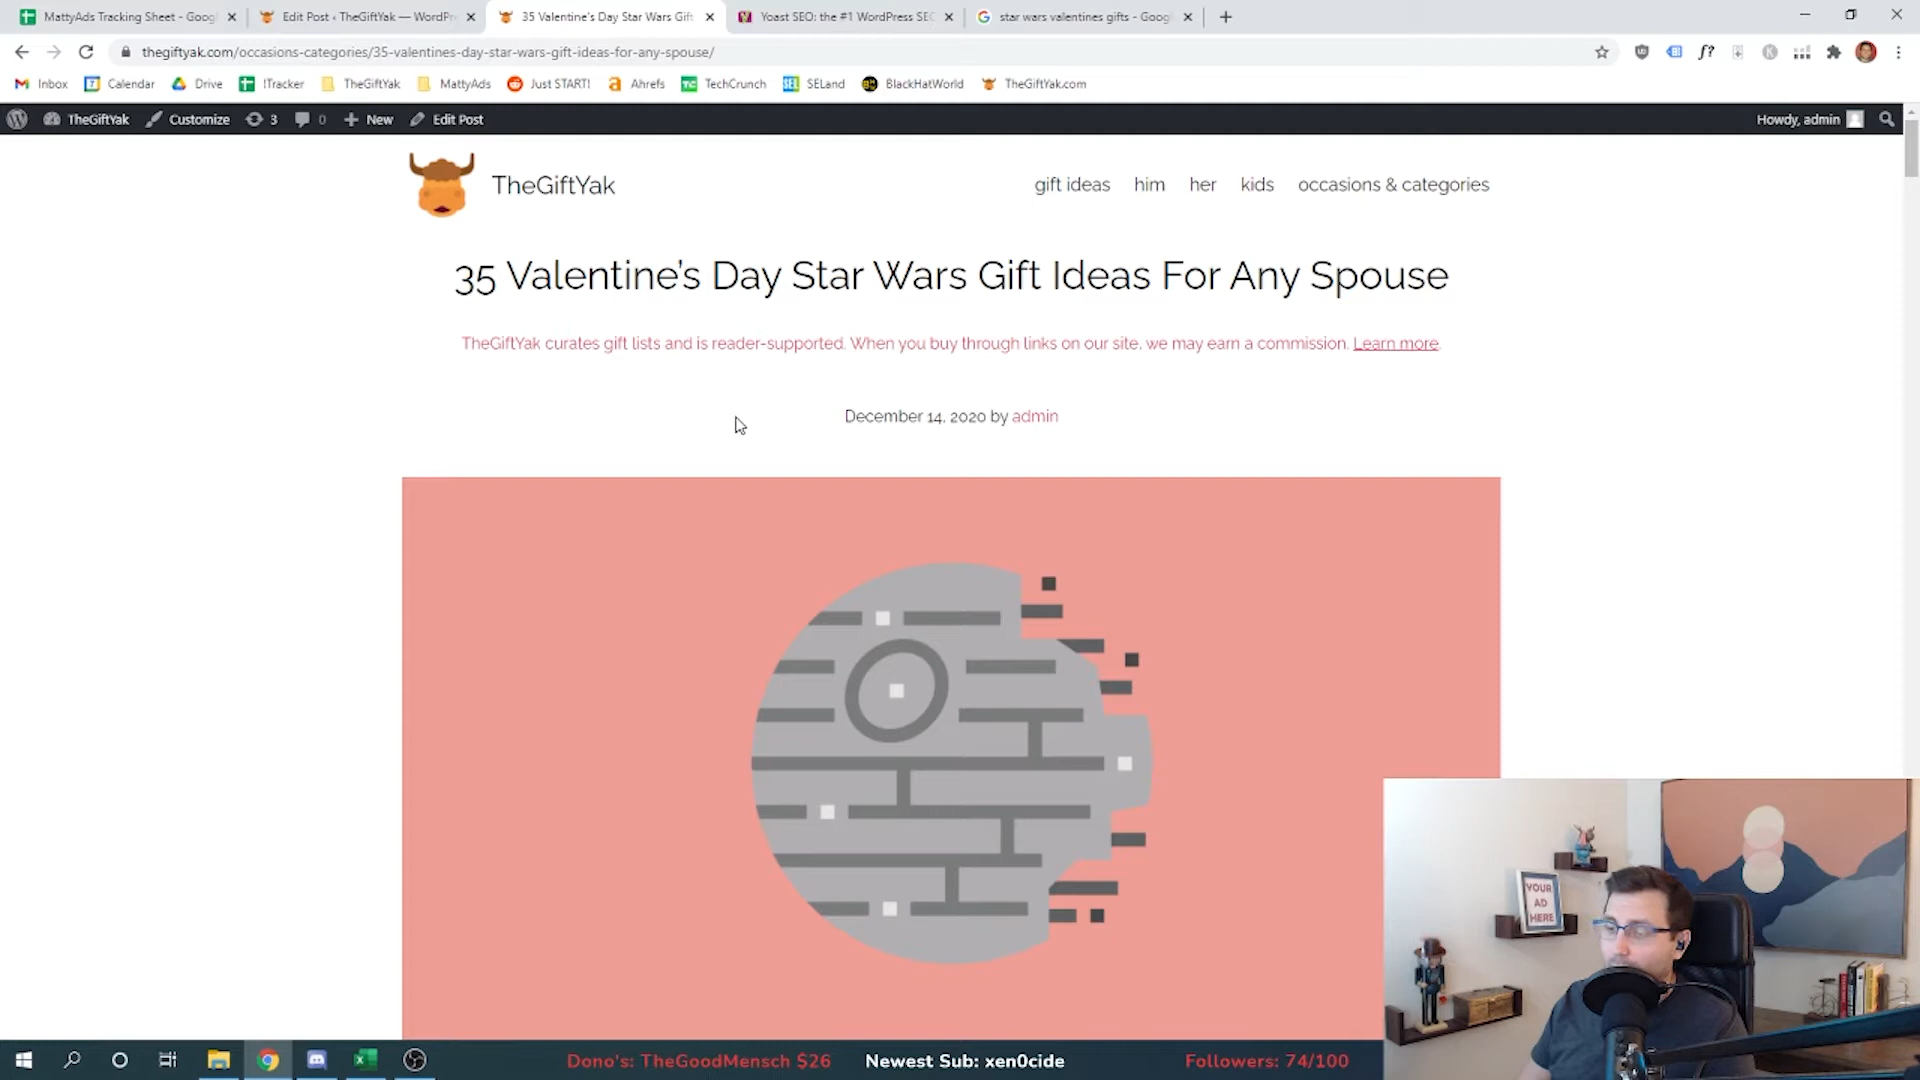 MattyAds Tracking Sheet - Goog
Edit Post ‹ TheGiftYak — WordPr
35 Valentine's Day Star Wars Gift
Yoast SEO: the #1 WordPress SEC
star wars valentines gifts - Goog
thegiftyak.com/occasions-categories/35-valentines-day-star-wars-gift-ideas-for-any-spouse/
Inbox Calendar Drive !Tracker TheGiftYak MattyAds Just START! Ahrefs TechCrunch SELand BlackHatWorld TheGiftYak.com
TheGiftYak Customize 3 0 New Edit Post Howdy, admin
TheGiftYak
gift ideas him her kids occasions & categories
35 Valentine's Day Star Wars Gift Ideas For Any Spouse
TheGiftYak curates gift lists and is reader-supported. When you buy through links on our site, we may earn a commission. Learn more.
December 14, 2020 by admin
YOUR
AD
HERE
Dono's: TheGoodMensch $26 Newest Sub: xen0cide Followers: 74/100